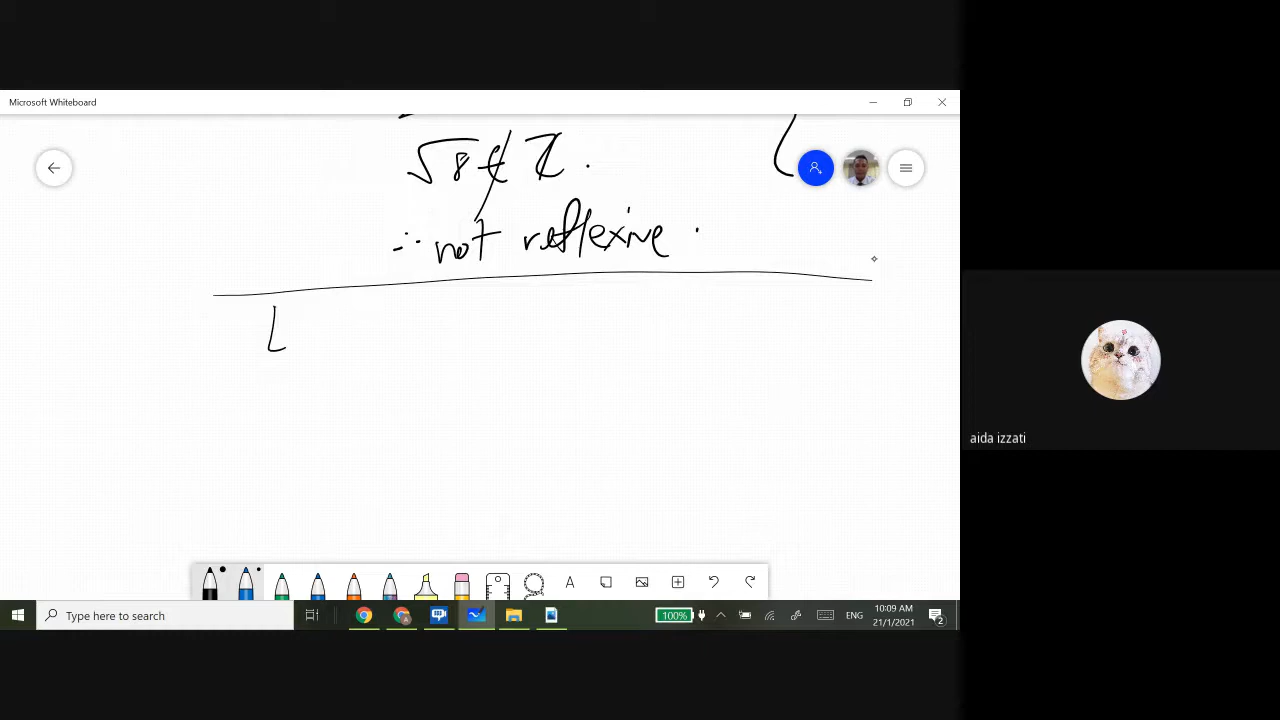 Microsoft Whiteboard
√8 ∉ ℤ.
∴ not reflexive.
L
aida izzati
A
Type here to search
100%
ENG
10:09 AM
21/1/2021
2